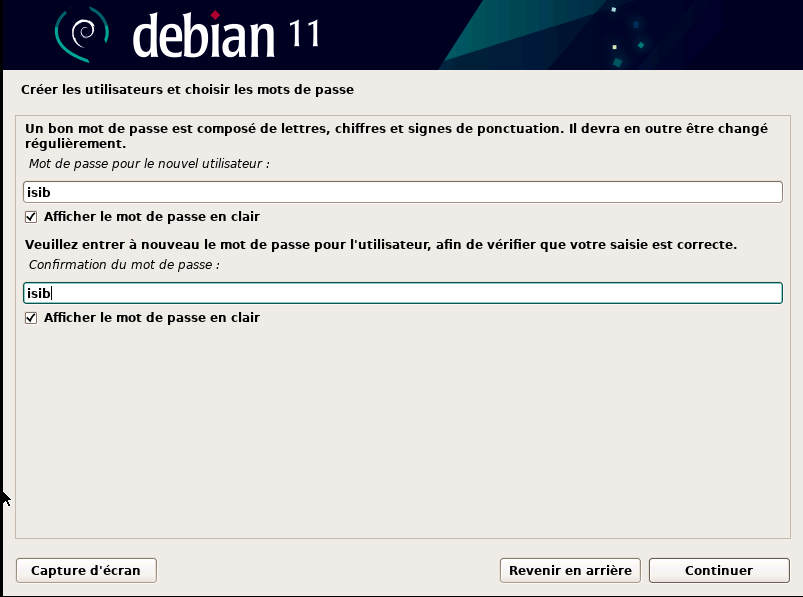 debian 11
Créer les utilisateurs et choisir les mots de passe
Un bon mot de passe est composé de lettres, chiffres et signes de ponctuation. Il devra en outre être changé
régulièrement.
Mot de passe pour le nouvel utilisateur :
isib
Afficher le mot de passe en clair
Veuillez entrer à nouveau le mot de passe pour l'utilisateur, afin de vérifier que votre saisie est correcte.
Confirmation du mot de passe :
isib
Afficher le mot de passe en clair
Capture d'écran
Revenir en arrière
Continuer